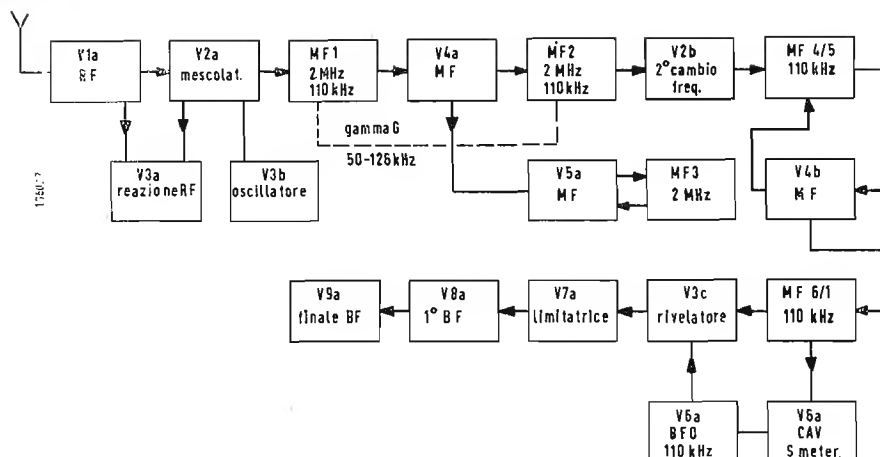 V1a
RF
V2a
mescolat.
MF1
2 MHz
110 kHz
V4a
MF
MF2
2 MHz
110 kHz
V2b
2° cambio
freq.
MF 4/5
110 kHz
gamma G
50-126 kHz
V3a
reazione RF
V3b
oscillatore
V5a
MF
MF3
2 MHz
V4b
MF
V9a
finale BF
V8a
1° BF
V7a
limitatrice
V3c
rivelatore
MF 6/1
110 kHz
V6a
BFO
110 kHz
V6a
CAV
S meter.